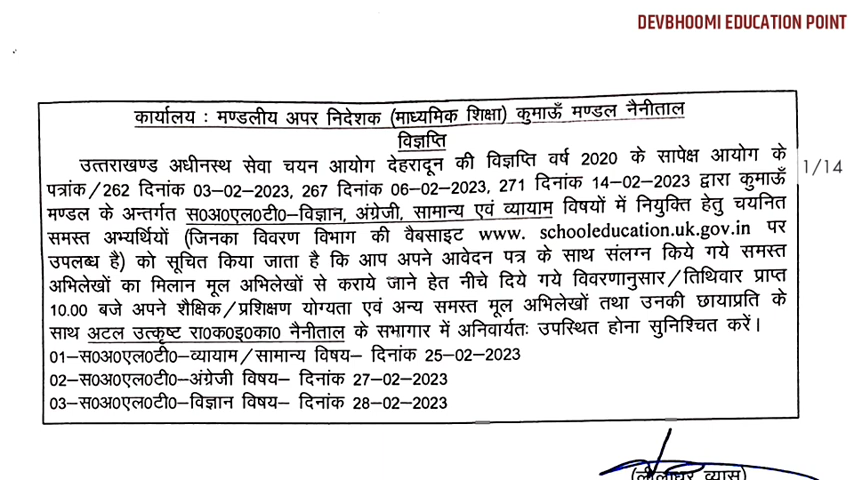 DEVBHOOMI EDUCATION POINT
कार्यालय : मण्डलीय अपर निदेशक (माध्यमिक शिक्षा) कुमाऊँ मण्डल नैनीताल
विज्ञप्ति
उत्तराखण्ड अधीनस्थ सेवा चयन आयोग देहरादून की विज्ञप्ति वर्ष 2020 के सापेक्ष आयोग के
1/14
पत्रांक/262 दिनांक 03-02-2023, 267 दिनांक 06-02-2023, 271 दिनांक 14-02-2023 द्वारा कुमाऊँ
मण्डल के अन्तर्गत स0अ0एल0टी0-विज्ञान, अंग्रेजी, सामान्य एवं व्यायाम विषयों में नियुक्ति हेतु चयनित
समस्त अभ्यर्थियों (जिनका विवरण विभाग की वैबसाइट www. schooleducation.uk.gov.in पर
उपलब्ध है) को सूचित किया जाता है कि आप अपने आवेदन पत्र के साथ संलग्न किये गये समस्त
अभिलेखों का मिलान मूल अभिलेखों से कराये जाने हेत नीचे दिये गये विवरणानुसार/तिथिवार प्राप्त
10.00 बजे अपने शैक्षिक/प्रशिक्षण योग्यता एवं अन्य समस्त मूल अभिलेखों तथा उनकी छायाप्रति के
साथ अटल उत्कृष्ट रा0क0इ0का0 नैनीताल के सभागार में अनिवार्यतः उपस्थित होना सुनिश्चित करें।
01-स0अ0एल0टी0-व्यायाम/सामान्य विषय- दिनांक 25-02-2023
02-स0अ0एल0टी0-अंग्रेजी विषय- दिनांक 27-02-2023
03-स0अ0एल0टी0-विज्ञान विषय- दिनांक 28-02-2023
(लीलाधर व्यास)